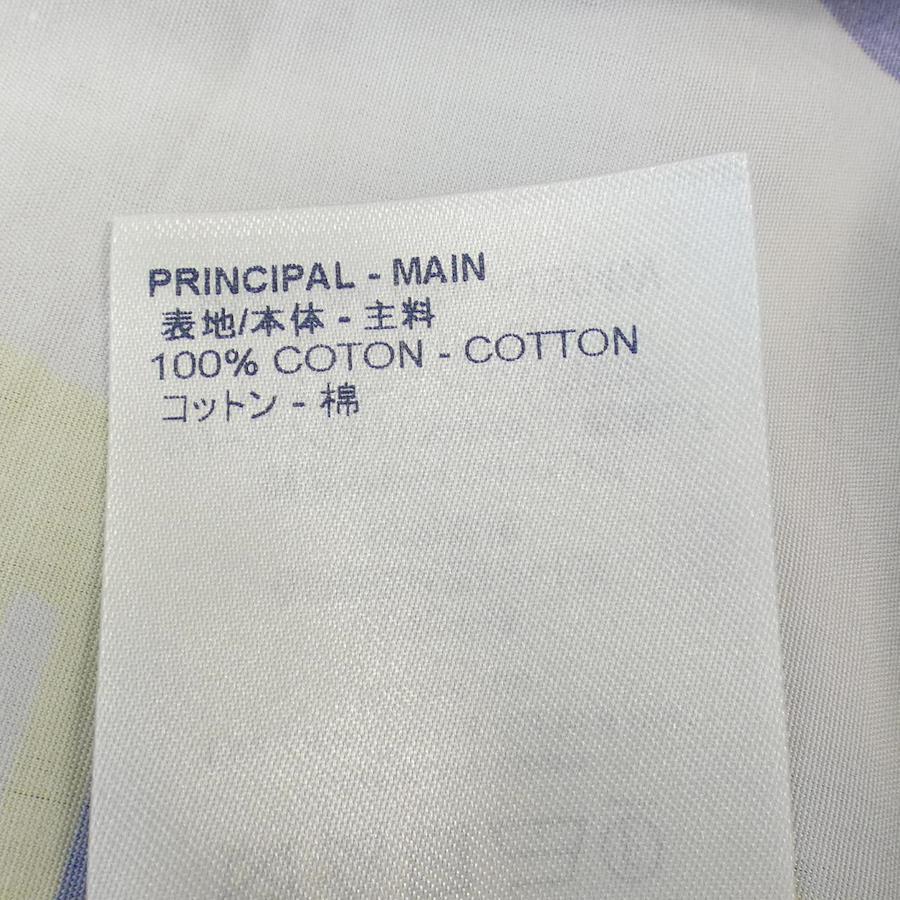 PRINCIPAL - MAIN
表地/本体 - 主料
100% COTON - COTTON
コットン - 棉